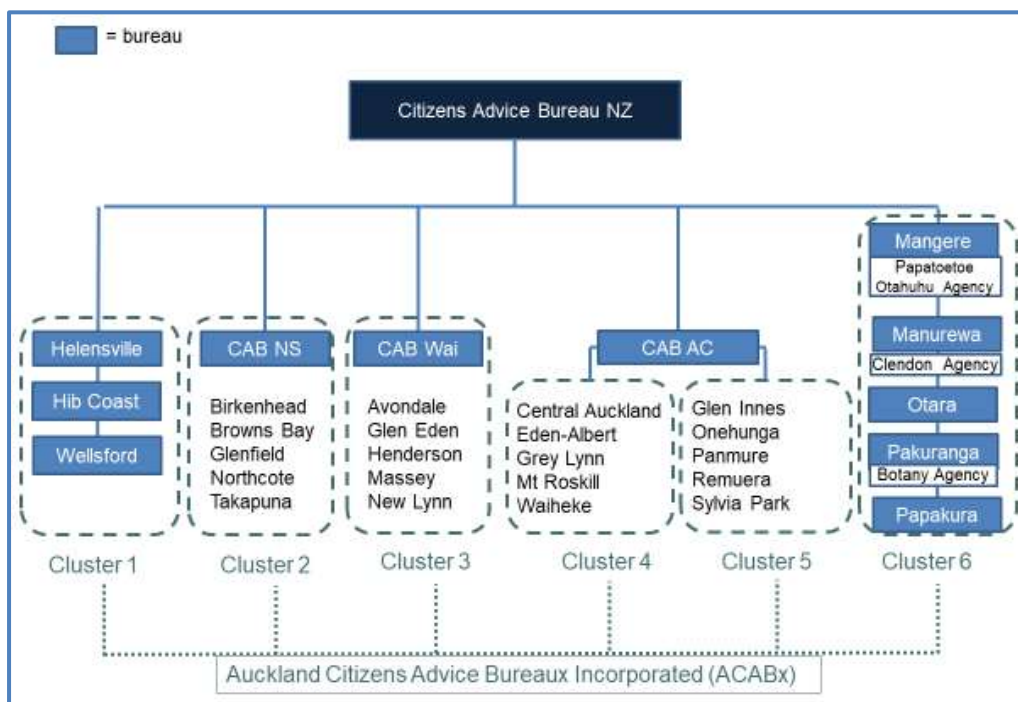 = bureau
Citizens Advice Bureau NZ
Helensville
Hib Coast
Wellsford
Cluster 1
CAB NS
Birkenhead
Browns Bay
Glenfield
Northcote
Takapuna
Cluster 2
CAB Wai
Avondale
Glen Eden
Henderson
Massey
New Lynn
Cluster 3
CAB AC
Central Auckland
Eden-Albert
Grey Lynn
Mt Roskill
Waiheke
Cluster 4
Glen Innes
Onehunga
Panmure
Remuera
Sylvia Park
Cluster 5
Mangere
Papatoetoe
Otahuhu Agency
Manurewa
Clendon Agency
Otara
Pakuranga
Botany Agency
Papakura
Cluster 6
Auckland Citizens Advice Bureaux Incorporated (ACABx)